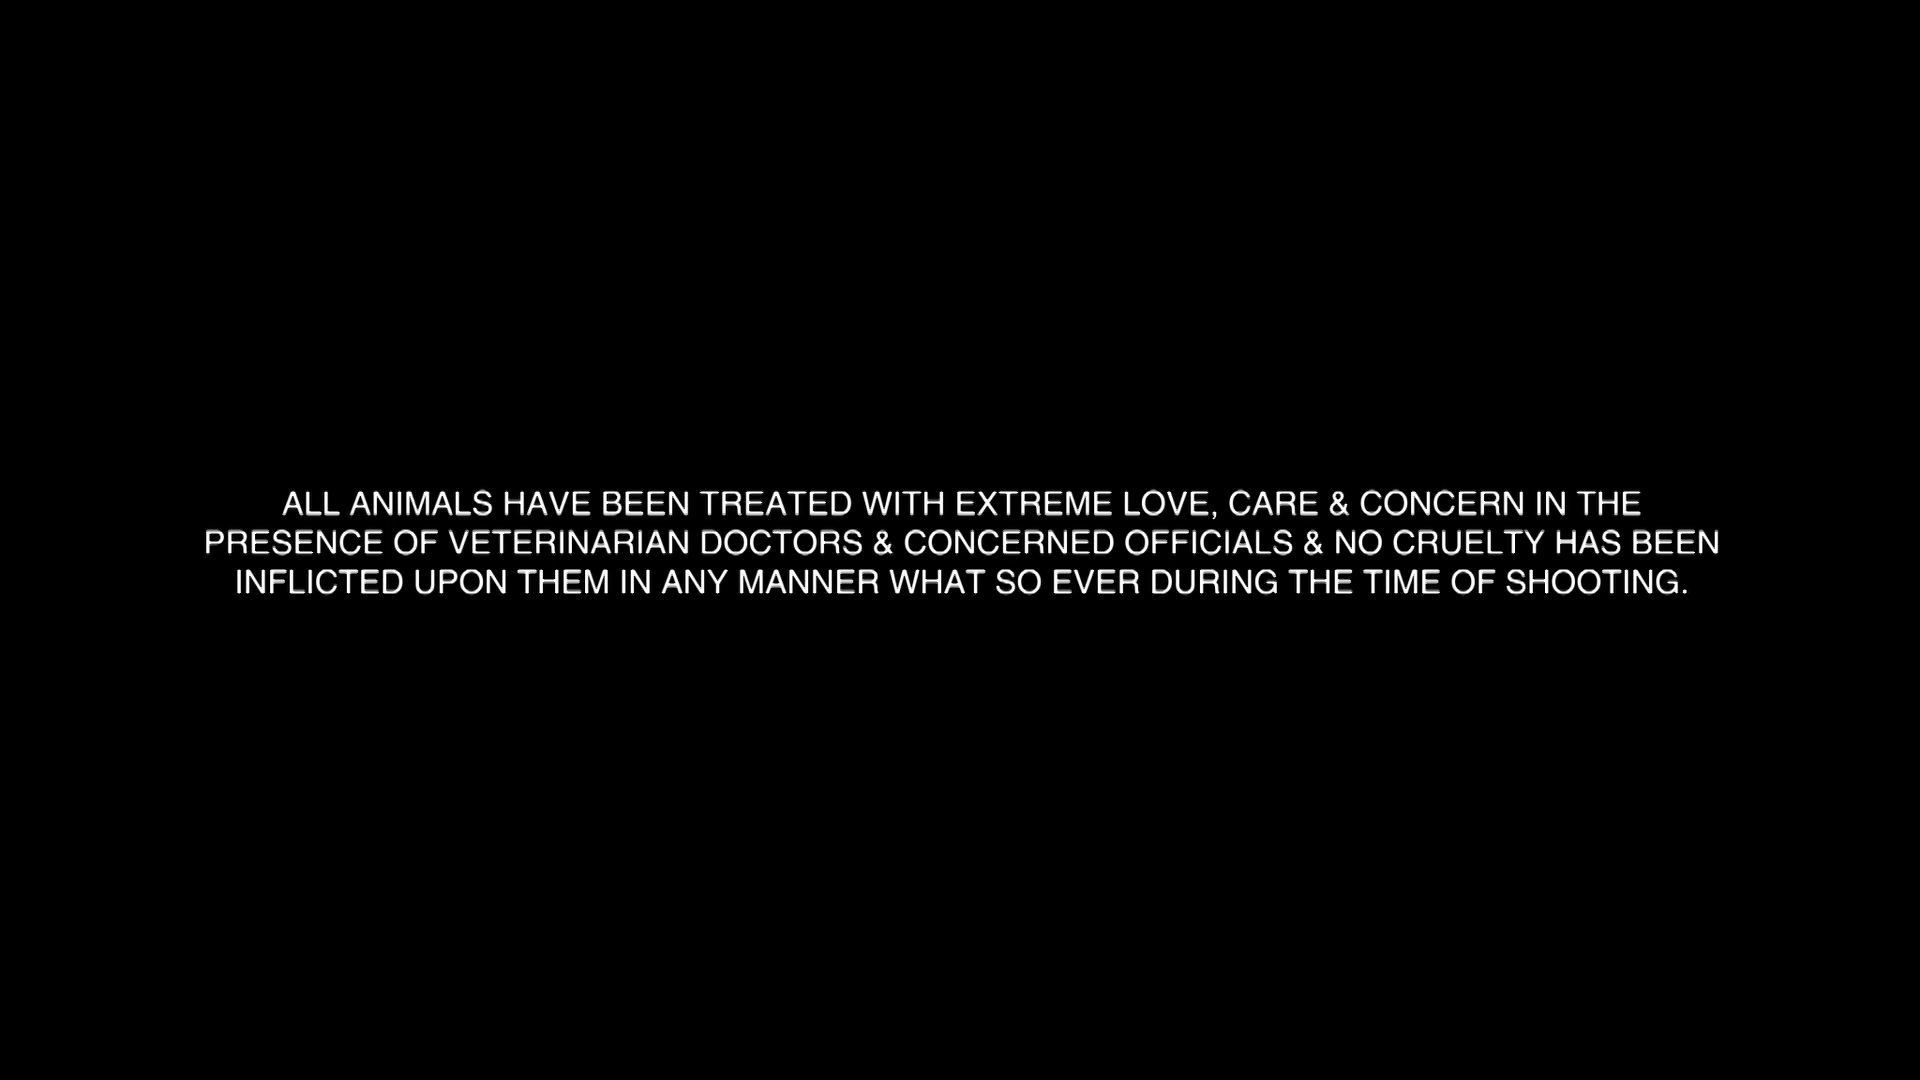 ALL ANIMALS HAVE BEEN TREATED WITH EXTREME LOVE, CARE & CONCERN IN THE
PRESENCE OF VETERINARIAN DOCTORS & CONCERNED OFFICIALS & NO CRUELTY HAS BEEN
INFLICTED UPON THEM IN ANY MANNER WHAT SO EVER DURING THE TIME OF SHOOTING.